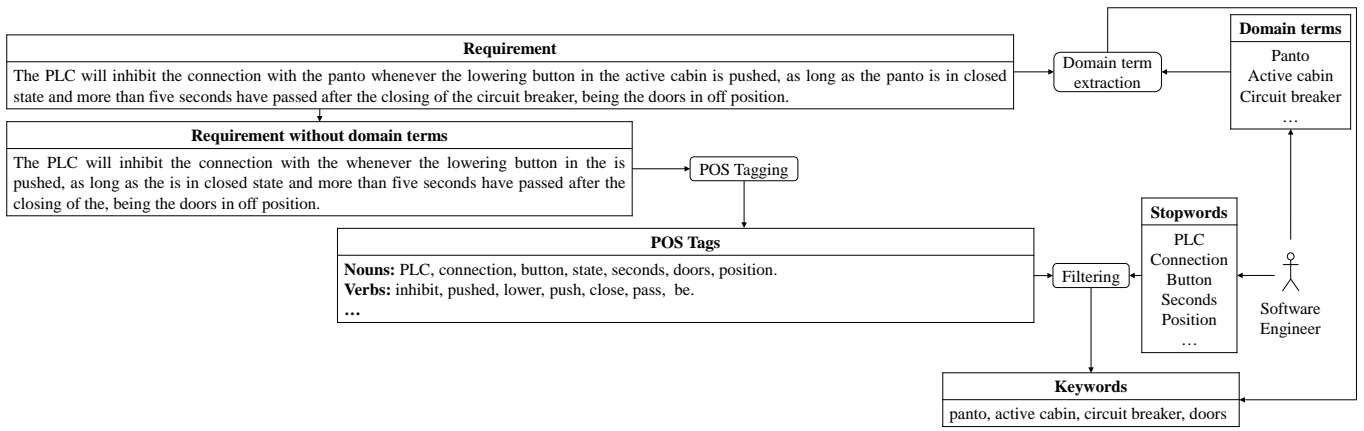 Requirement
The PLC will inhibit the connection with the panto whenever the lowering button in the active cabin is pushed, as long as the panto is in closed
state and more than five seconds have passed after the closing of the circuit breaker, being the doors in off position.
Domain term
extraction
Domain terms
Panto
Active cabin
Circuit breaker
…
Requirement without domain terms
The PLC will inhibit the connection with the whenever the lowering button in the is
pushed, as long as the is in closed state and more than five seconds have passed after the
closing of the, being the doors in off position.
POS Tagging
POS Tags
Nouns: PLC, connection, button, state, seconds, doors, position.
Verbs: inhibit, pushed, lower, push, close, pass, be.
…
Filtering
Stopwords
PLC
Connection
Button
Seconds
Position
…
Software
Engineer
Keywords
panto, active cabin, circuit breaker, doors